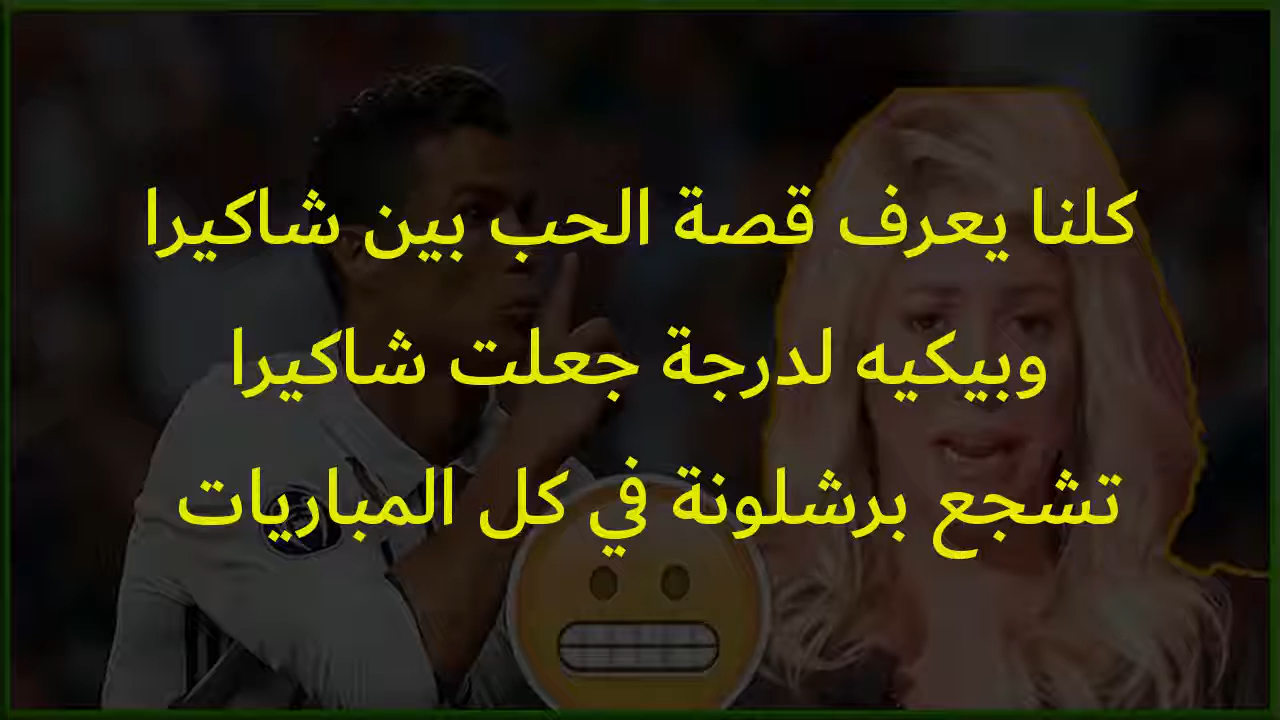 كلنا يعرف قصة الحب بين شاكيرا
وبيكيه لدرجة جعلت شاكيرا
تشجع برشلونة في كل المباريات